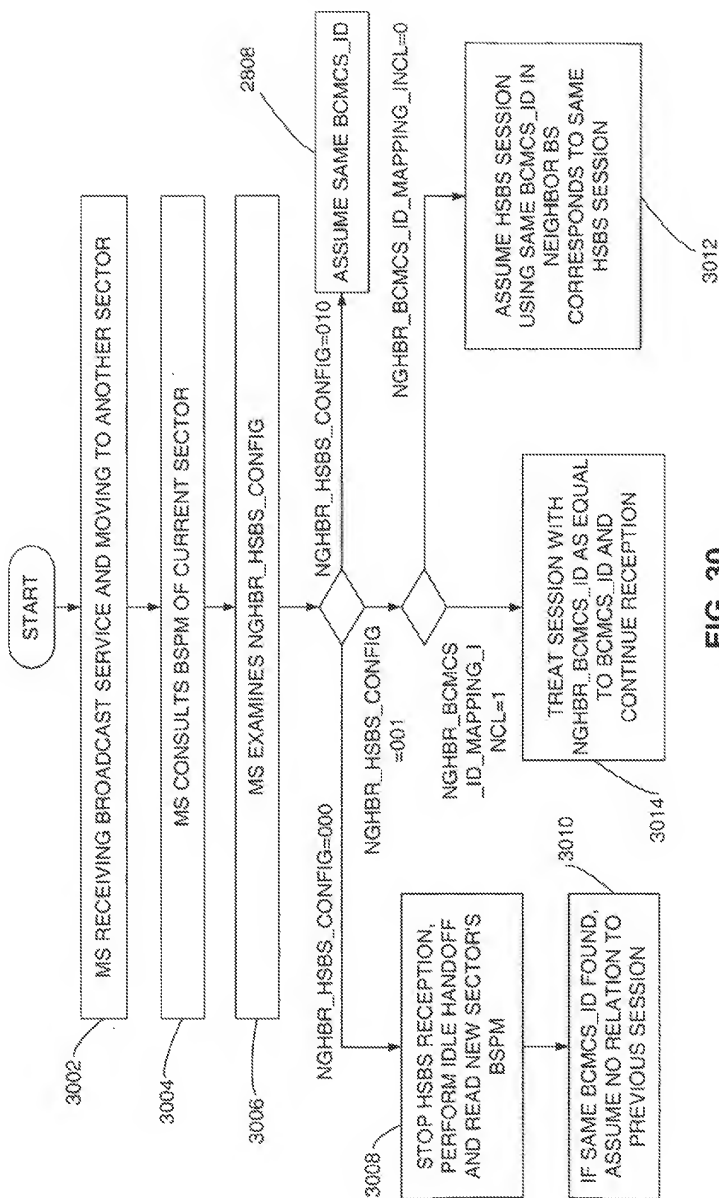 START
MS RECEIVING BROADCAST SERVICE AND MOVING TO ANOTHER SECTOR
3002
MS CONSULTS BSPM OF CURRENT SECTOR
3004
MS EXAMINES NGHBR_HSBS_CONFIG
3006
NGHBR_HSBS_CONFIG=000
NGHBR_HSBS_CONFIG=010
ASSUME SAME BCMCS_ID
2808
NGHBR_HSBS_CONFIG
=001
NGHBR_BCMCS_ID_MAPPING_INCL=0
NGHBR_BCMCS
_ID_MAPPING_I
NCL=1
STOP HSBS RECEPTION,
PERFORM IDLE HANDOFF
AND READ NEW SECTOR'S
BSPM
3008
TREAT SESSION WITH
NGHBR_BCMCS_ID AS EQUAL
TO BCMCS_ID AND
CONTINUE RECEPTION
3014
ASSUME HSBS SESSION
USING SAME BCMCS_ID IN
NEIGHBOR BS
CORRESPONDS TO SAME
HSBS SESSION
3012
3010
IF SAME BCMCS_ID FOUND,
ASSUME NO RELATION TO
PREVIOUS SESSION
FIG. 30